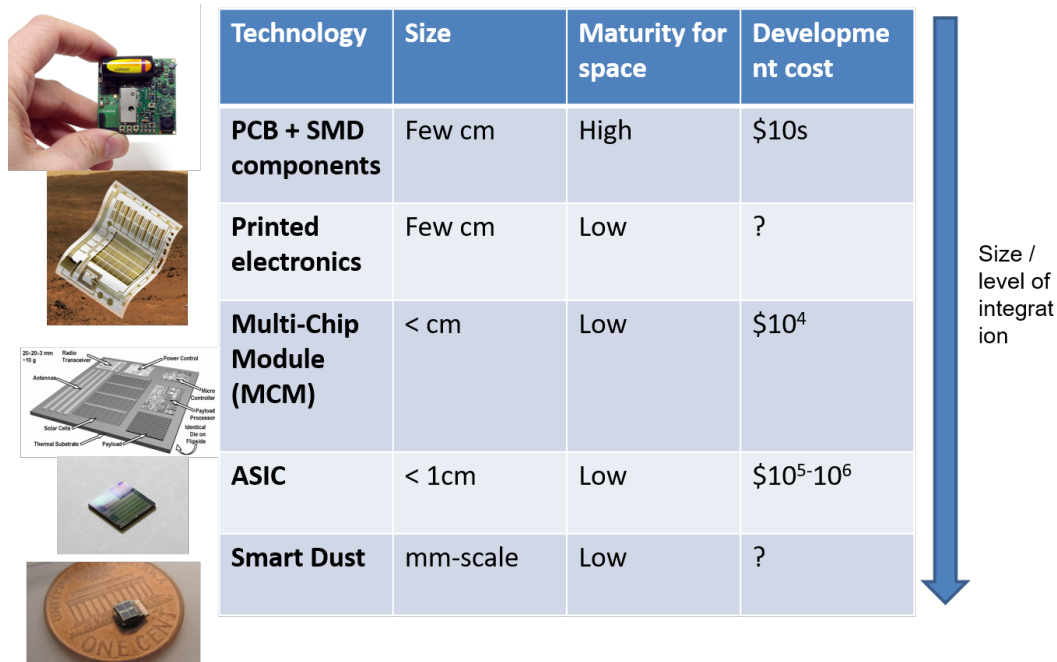 Technology
Size
Maturity for
space
Developme
nt cost
PCB + SMD
components
Few cm
High
$10s
Printed
electronics
Few cm
Low
?
Multi-Chip
Module
(MCM)
< cm
Low
$10⁴
ASIC
< 1cm
Low
$10⁵⁻10⁶
Smart Dust
mm-scale
Low
?
Size /
level of
integrat
ion
20×20×3 mm
~10 g
Radio
Transceiver
Power Control
Antennas
Micro
Controller
Payload
Processor
Solar Cells
Thermal Substrate
Payload
Identical
Die on
Flipside
ONE CENT